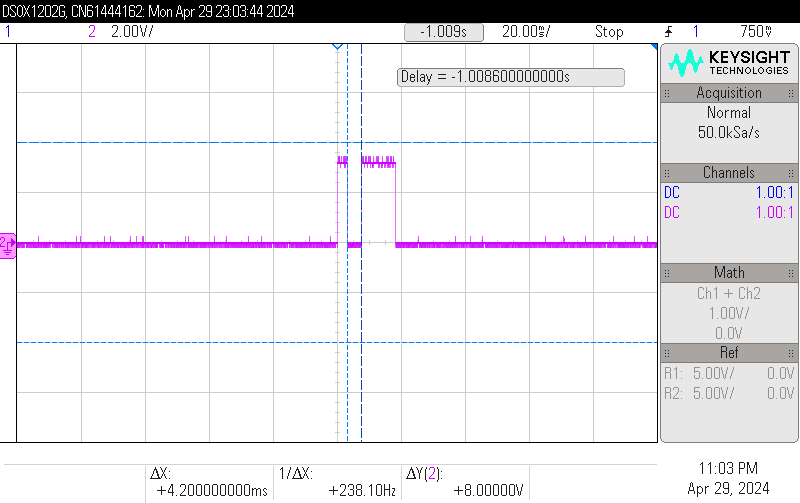 DSOX1202G, CN61444162: Mon Apr 29 23:03:44 2024
1 2 2.00V/ -1.009s 20.00ms/ Stop 1 750mV
Delay = -1.008600000000s
KEYSIGHT
TECHNOLOGIES
Acquisition
Normal
50.0kSa/s
Channels
DC 1.00:1
DC 1.00:1
2
Math
Ch1 + Ch2
1.00V/
0.0V
Ref
R1: 5.00V/ 0.0V
R2: 5.00V/ 0.0V
ΔX:
+4.200000000ms
1/ΔX:
+238.10Hz
ΔY(2):
+8.00000V
11:03 PM
Apr 29, 2024